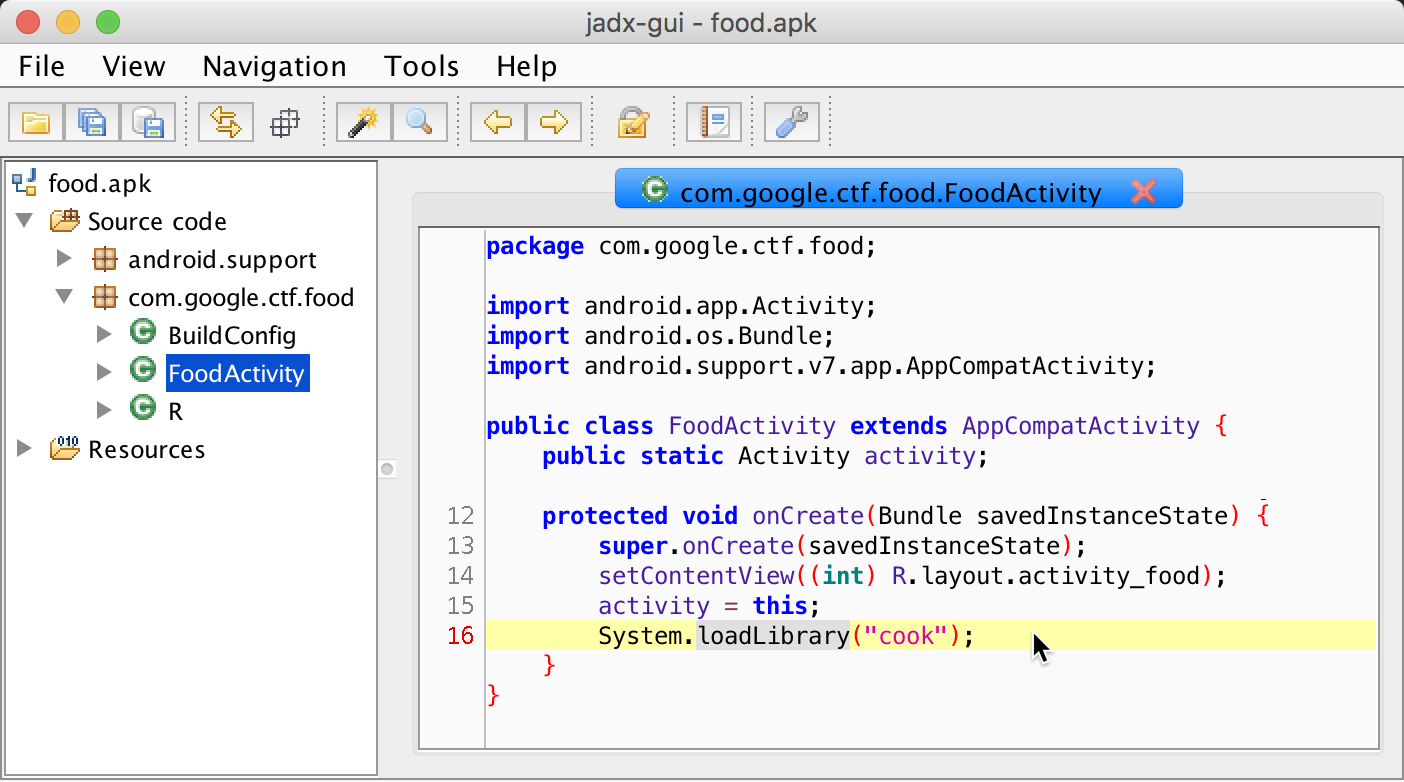 jadx-gui - food.apk
File View Navigation Tools Help
food.apk
Source code
android.support
com.google.ctf.food
BuildConfig
FoodActivity
R
Resources
com.google.ctf.food.FoodActivity
package com.google.ctf.food;
import android.app.Activity;
import android.os.Bundle;
import android.support.v7.app.AppCompatActivity;
public class FoodActivity extends AppCompatActivity {
    public static Activity activity;
12     protected void onCreate(Bundle savedInstanceState) {
13         super.onCreate(savedInstanceState);
14         setContentView((int) R.layout.activity_food);
15         activity = this;
16         System.loadLibrary("cook");
    }
}